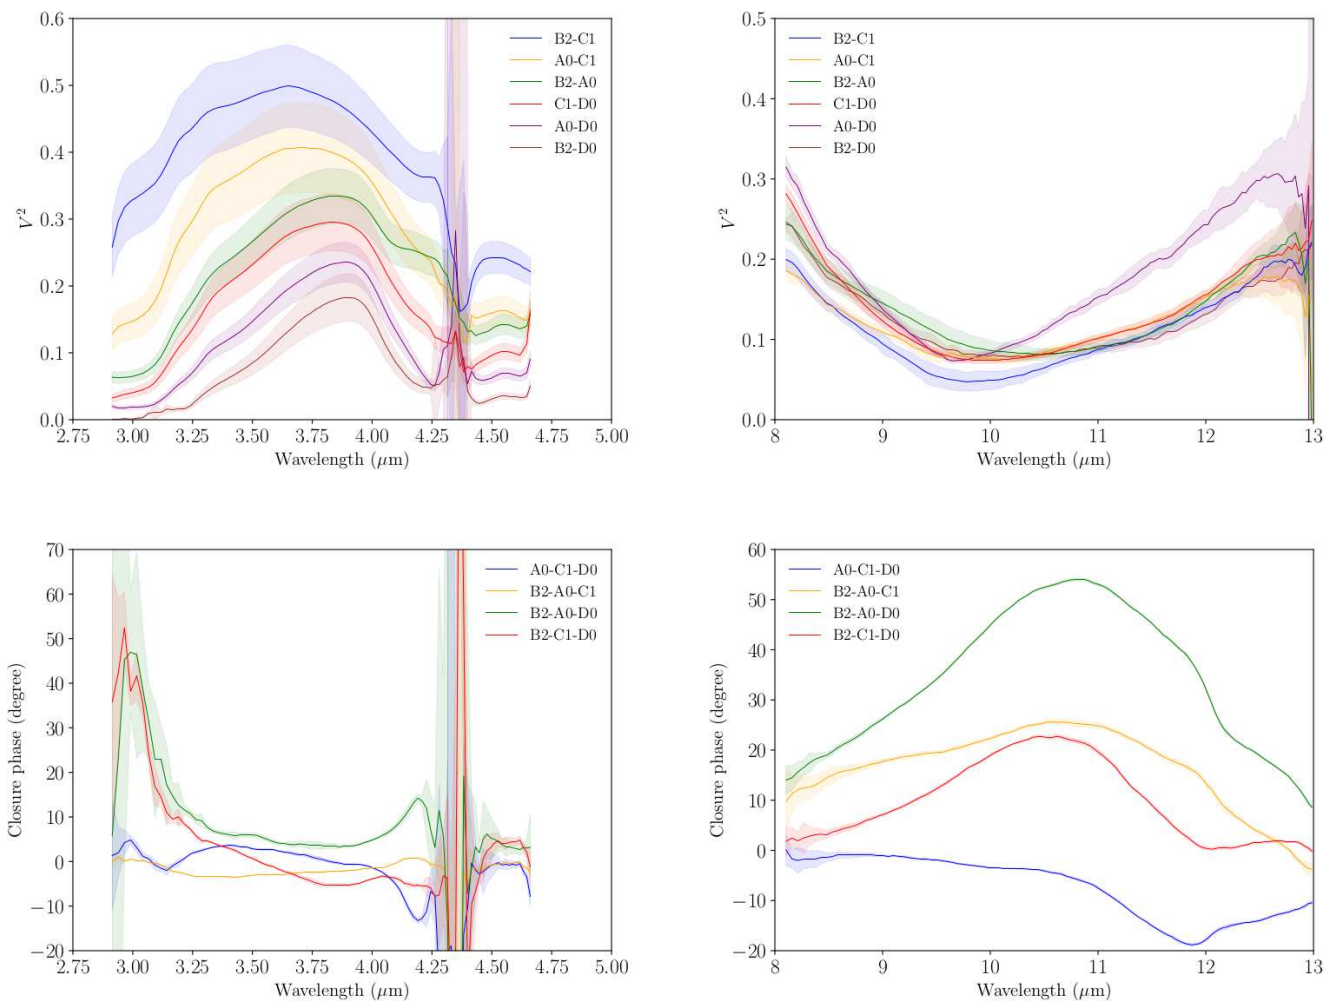 0.6
0.5
0.4
0.3
0.2
0.1
0.0
V²
B2-C1
A0-C1
B2-A0
C1-D0
A0-D0
B2-D0
2.75 3.00 3.25 3.50 3.75 4.00 4.25 4.50 4.75 5.00
Wavelength (μm)
0.5
0.4
0.3
0.2
0.1
0.0
V²
B2-C1
A0-C1
B2-A0
C1-D0
A0-D0
B2-D0
8 9 10 11 12 13
Wavelength (μm)
70
60
50
40
30
20
10
0
−10
−20
Closure phase (degree)
A0-C1-D0
B2-A0-C1
B2-A0-D0
B2-C1-D0
2.75 3.00 3.25 3.50 3.75 4.00 4.25 4.50 4.75 5.00
Wavelength (μm)
60
50
40
30
20
10
0
−10
−20
Closure phase (degree)
A0-C1-D0
B2-A0-C1
B2-A0-D0
B2-C1-D0
8 9 10 11 12 13
Wavelength (μm)